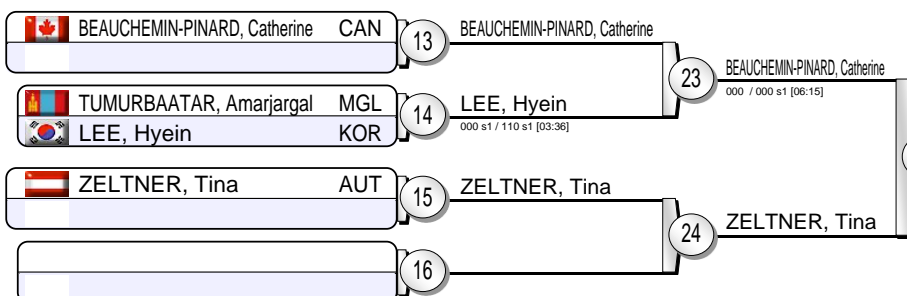 BEAUCHEMIN-PINARD, Catherine CAN
13
BEAUCHEMIN-PINARD, Catherine
23
BEAUCHEMIN-PINARD, Catherine
000 / 000 s1 [06:15]
TUMURBAATAR, Amarjargal MGL
LEE, Hyein KOR
14
LEE, Hyein
000 s1 / 110 s1 [03:36]
ZELTNER, Tina AUT
15
ZELTNER, Tina
24
ZELTNER, Tina
16